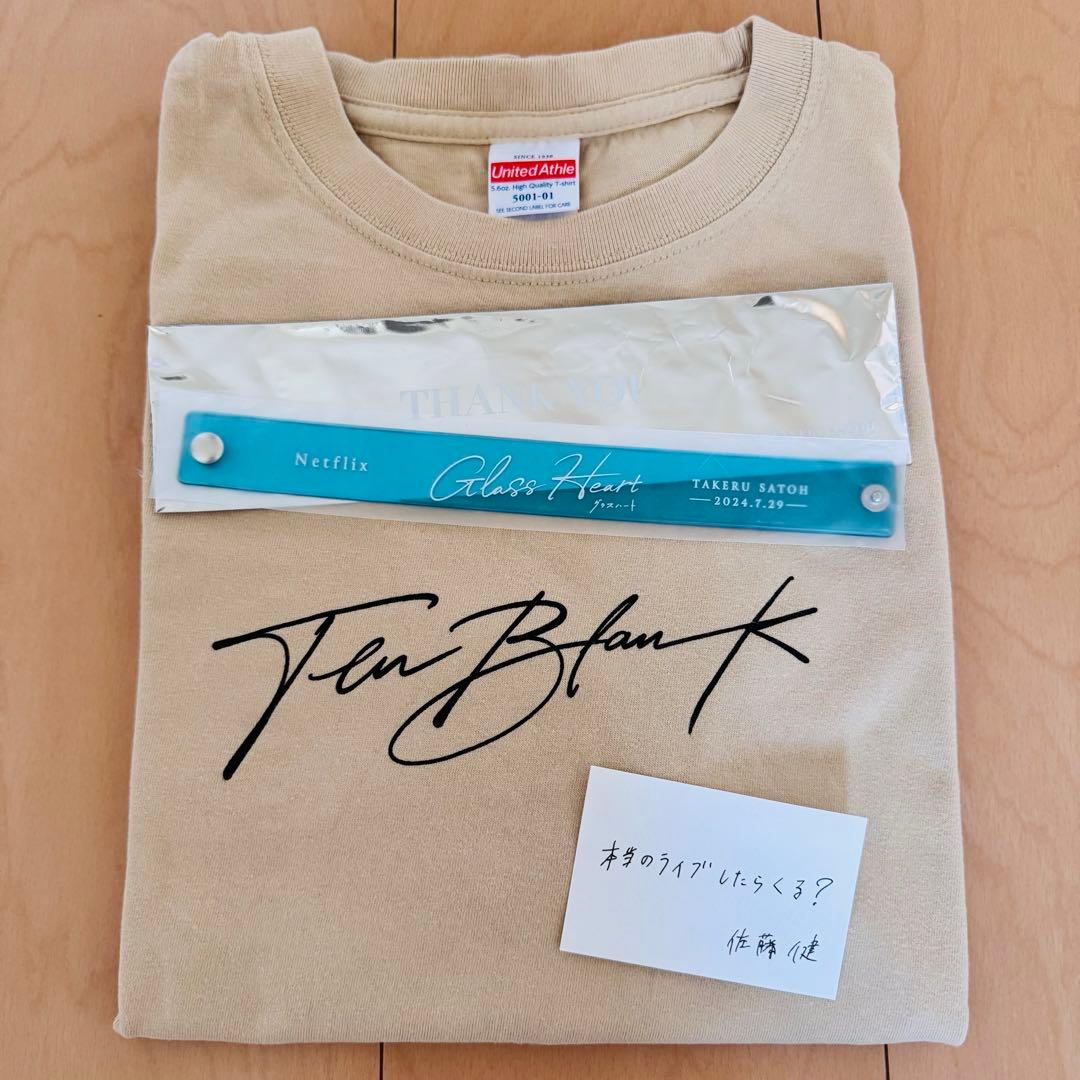 SINCE 1938
United Athle
5.6oz. High Quality T-shirt
5001-01
SEE SECOND LABEL FOR CARE
THANK YOU
Netflix
Glass Heart
グラスハート
TAKERU SATOH
2024.7.29
Ten Blank
本当のライブしたらくる?
佐藤健